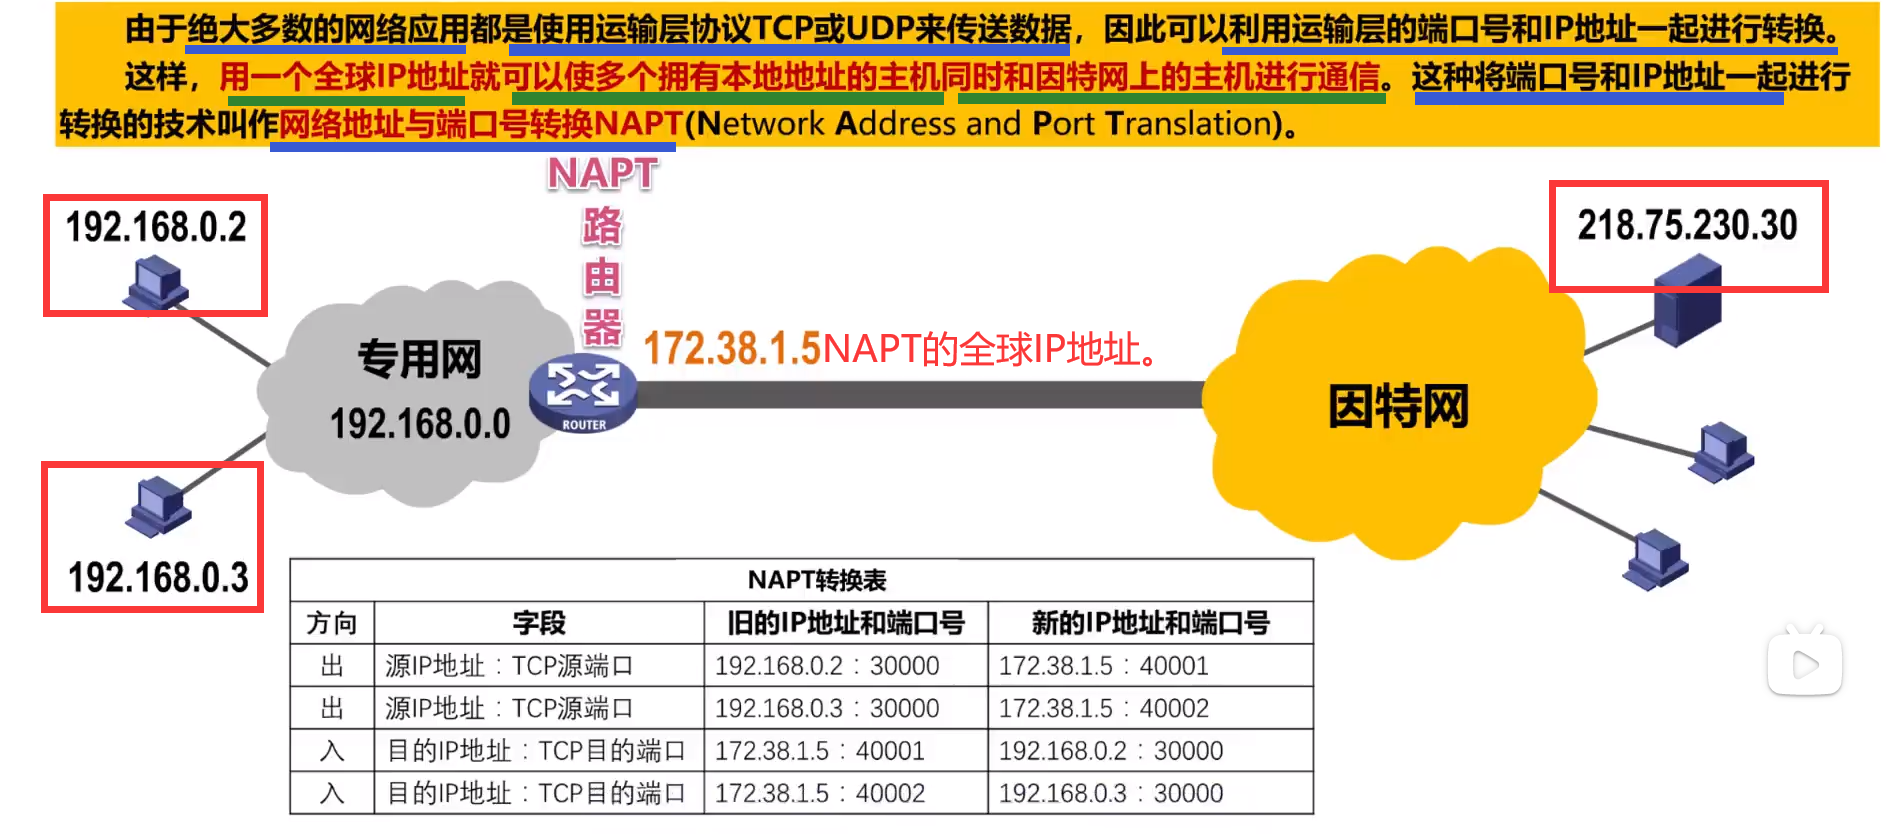 由于绝大多数的网络应用都是使用运输层协议TCP或UDP来传送数据，因此可以利用运输层的端口号和IP地址一起进行转换。
这样，用一个全球IP地址就可以使多个拥有本地地址的主机同时和因特网上的主机进行通信。这种将端口号和IP地址一起进行
转换的技术叫作网络地址与端口号转换NAPT(Network Address and Port Translation)。
NAPT
路
由
器
192.168.0.2
218.75.230.30
172.38.1.5NAPT的全球IP地址。
专用网
192.168.0.0
ROUTER
因特网
192.168.0.3
NAPT转换表
方向 字段 旧的IP地址和端口号 新的IP地址和端口号
出 源IP地址：TCP源端口 192.168.0.2：30000 172.38.1.5：40001
出 源IP地址：TCP源端口 192.168.0.3：30000 172.38.1.5：40002
入 目的IP地址：TCP目的端口 172.38.1.5：40001 192.168.0.2：30000
入 目的IP地址：TCP目的端口 172.38.1.5：40002 192.168.0.3：30000